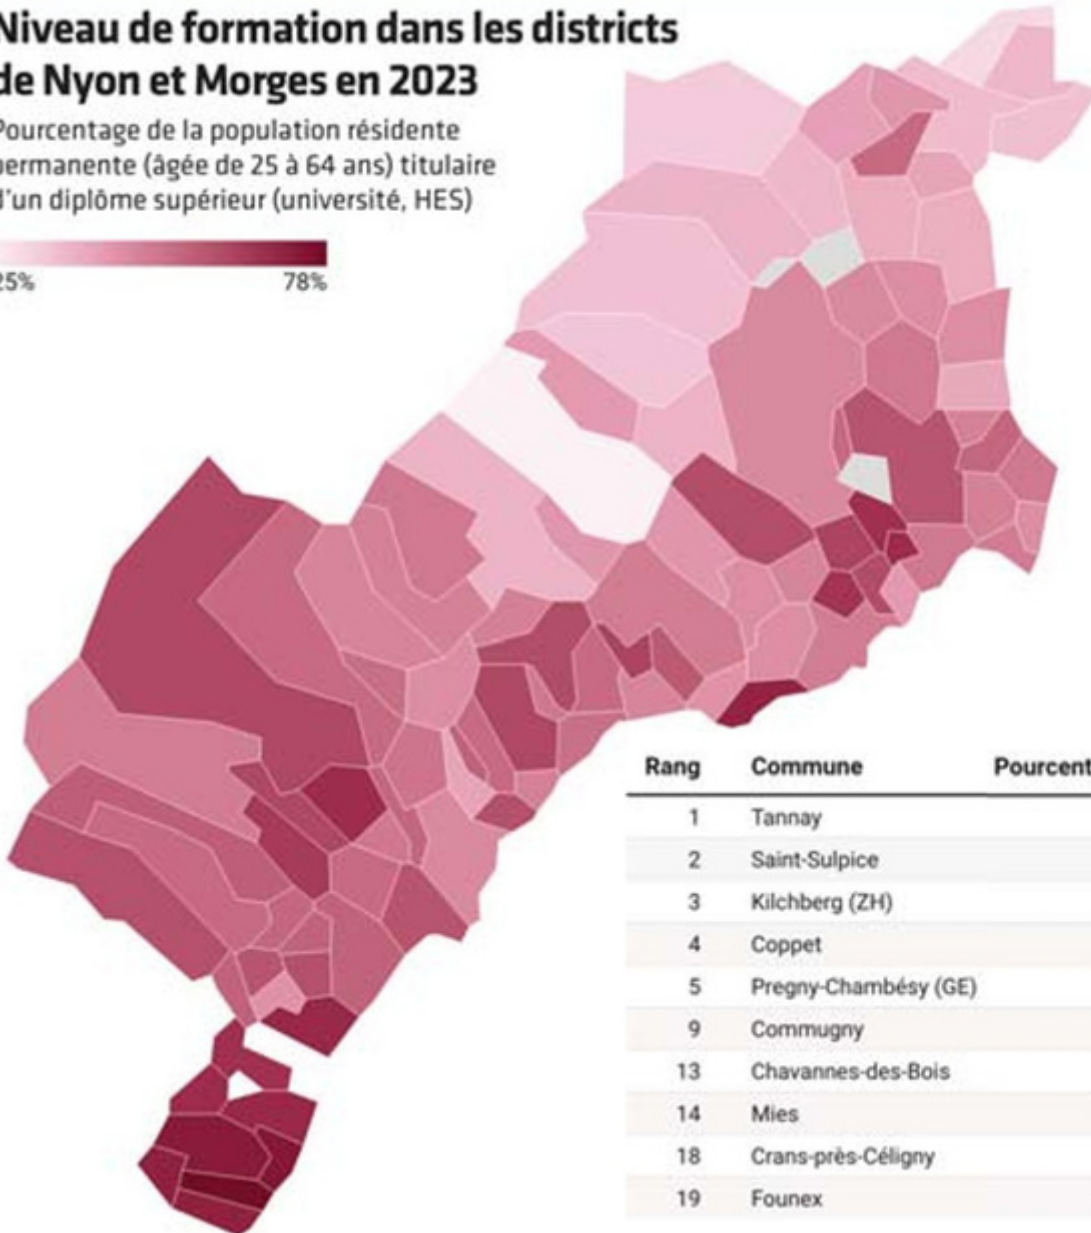 Niveau de formation dans les districts
de Nyon et Morges en 2023
Pourcentage de la population résidente
permanente (âgée de 25 à 64 ans) titulaire
d'un diplôme supérieur (université, HES)
25% 78%
Rang Commune Pourcent
1 Tannay
2 Saint-Sulpice
3 Kilchberg (ZH)
4 Coppet
5 Pregny-Chambésy (GE)
9 Commugny
13 Chavannes-des-Bois
14 Mies
18 Crans-près-Céligny
19 Founex